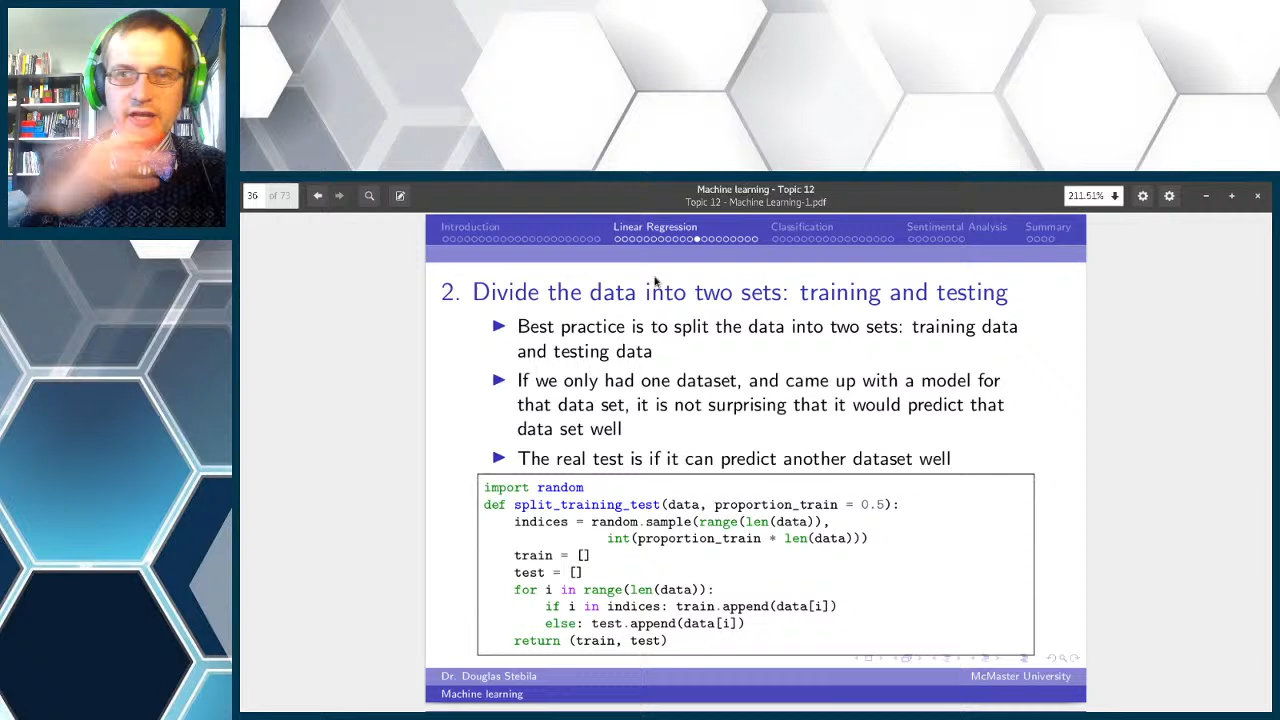 36 of 73
Machine learning - Topic 12
Topic 12 - Machine Learning-1.pdf
211.51%
Introduction Linear Regression Classification Sentimental Analysis Summary
2. Divide the data into two sets: training and testing
Best practice is to split the data into two sets: training data
and testing data
If we only had one dataset, and came up with a model for
that data set, it is not surprising that it would predict that
data set well
The real test is if it can predict another dataset well
import random
def split_training_test(data, proportion_train = 0.5):
    indices = random.sample(range(len(data)),
                int(proportion_train * len(data)))
    train = []
    test = []
    for i in range(len(data)):
        if i in indices: train.append(data[i])
        else: test.append(data[i])
    return (train, test)
Dr. Douglas Stebila McMaster University
Machine learning